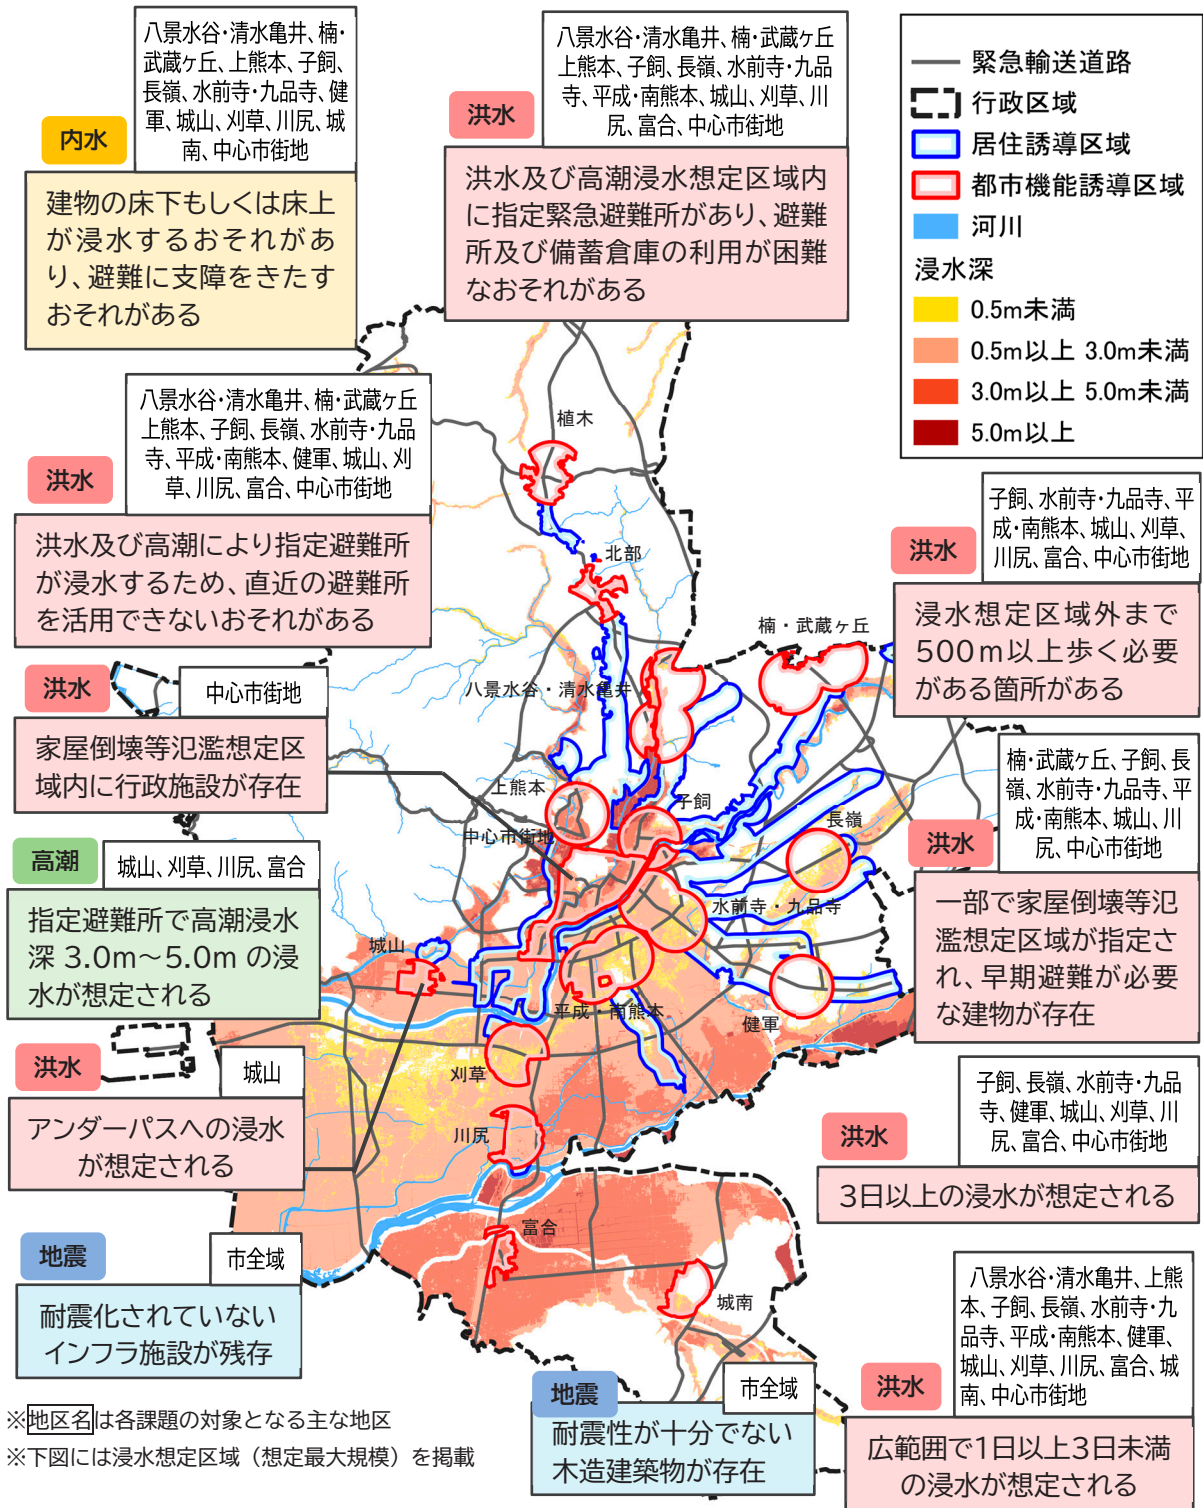 八景水谷・清水亀井、楠・
武蔵ヶ丘、上熊本、子飼、
長嶺、水前寺・九品寺、健
軍、城山、刈草、川尻、城
南、中心市街地
内水
建物の床下もしくは床上
が浸水するおそれがあ
り、避難に支障をきたす
おそれがある
八景水谷・清水亀井、楠・武蔵ヶ丘
上熊本、子飼、長嶺、水前寺・九品
寺、平成・南熊本、城山、刈草、川
尻、富合、中心市街地
洪水
洪水及び高潮浸水想定区域内
に指定緊急避難所があり、避難
所及び備蓄倉庫の利用が困難
なおそれがある
緊急輸送道路
行政区域
居住誘導区域
都市機能誘導区域
河川
浸水深
0.5m未満
0.5m以上 3.0m未満
3.0m以上 5.0m未満
5.0m以上
八景水谷・清水亀井、楠・武蔵ヶ丘
上熊本、子飼、長嶺、水前寺・九品
寺、平成・南熊本、健軍、城山、刈
草、川尻、富合、中心市街地
洪水
洪水及び高潮により指定避難所
が浸水するため、直近の避難所
を活用できないおそれがある
洪水
中心市街地
家屋倒壊等氾濫想定区
域内に行政施設が存在
高潮
城山、刈草、川尻、富合
指定避難所で高潮浸水
深 3.0m～5.0m の浸
水が想定される
洪水
城山
アンダーパスへの浸水
が想定される
地震
市全域
耐震化されていない
インフラ施設が残存
植木
北部
楠・武蔵ヶ丘
八景水谷・清水亀井
上熊本
子飼
中心市街地
長嶺
水前寺・九品寺
城山
平成・南熊本
健軍
刈草
川尻
富合
城南
子飼、水前寺・九品寺、平
成・南熊本、城山、刈草、
川尻、富合、中心市街地
洪水
浸水想定区域外まで
500m以上歩く必要
がある箇所がある
楠・武蔵ヶ丘、子飼、長
嶺、水前寺・九品寺、平
成・南熊本、城山、川
尻、中心市街地
洪水
一部で家屋倒壊等氾
濫想定区域が指定さ
れ、早期避難が必要
な建物が存在
子飼、長嶺、水前寺・九品
寺、健軍、城山、刈草、川
尻、富合、中心市街地
洪水
3日以上の浸水が想定される
八景水谷・清水亀井、上熊
本、子飼、長嶺、水前寺・九
品寺、平成・南熊本、健軍、
城山、刈草、川尻、富合、城
南、中心市街地
洪水
広範囲で1日以上3日未満
の浸水が想定される
地震
市全域
耐震性が十分でない
木造建築物が存在
※地区名は各課題の対象となる主な地区
※下図には浸水想定区域（想定最大規模）を掲載